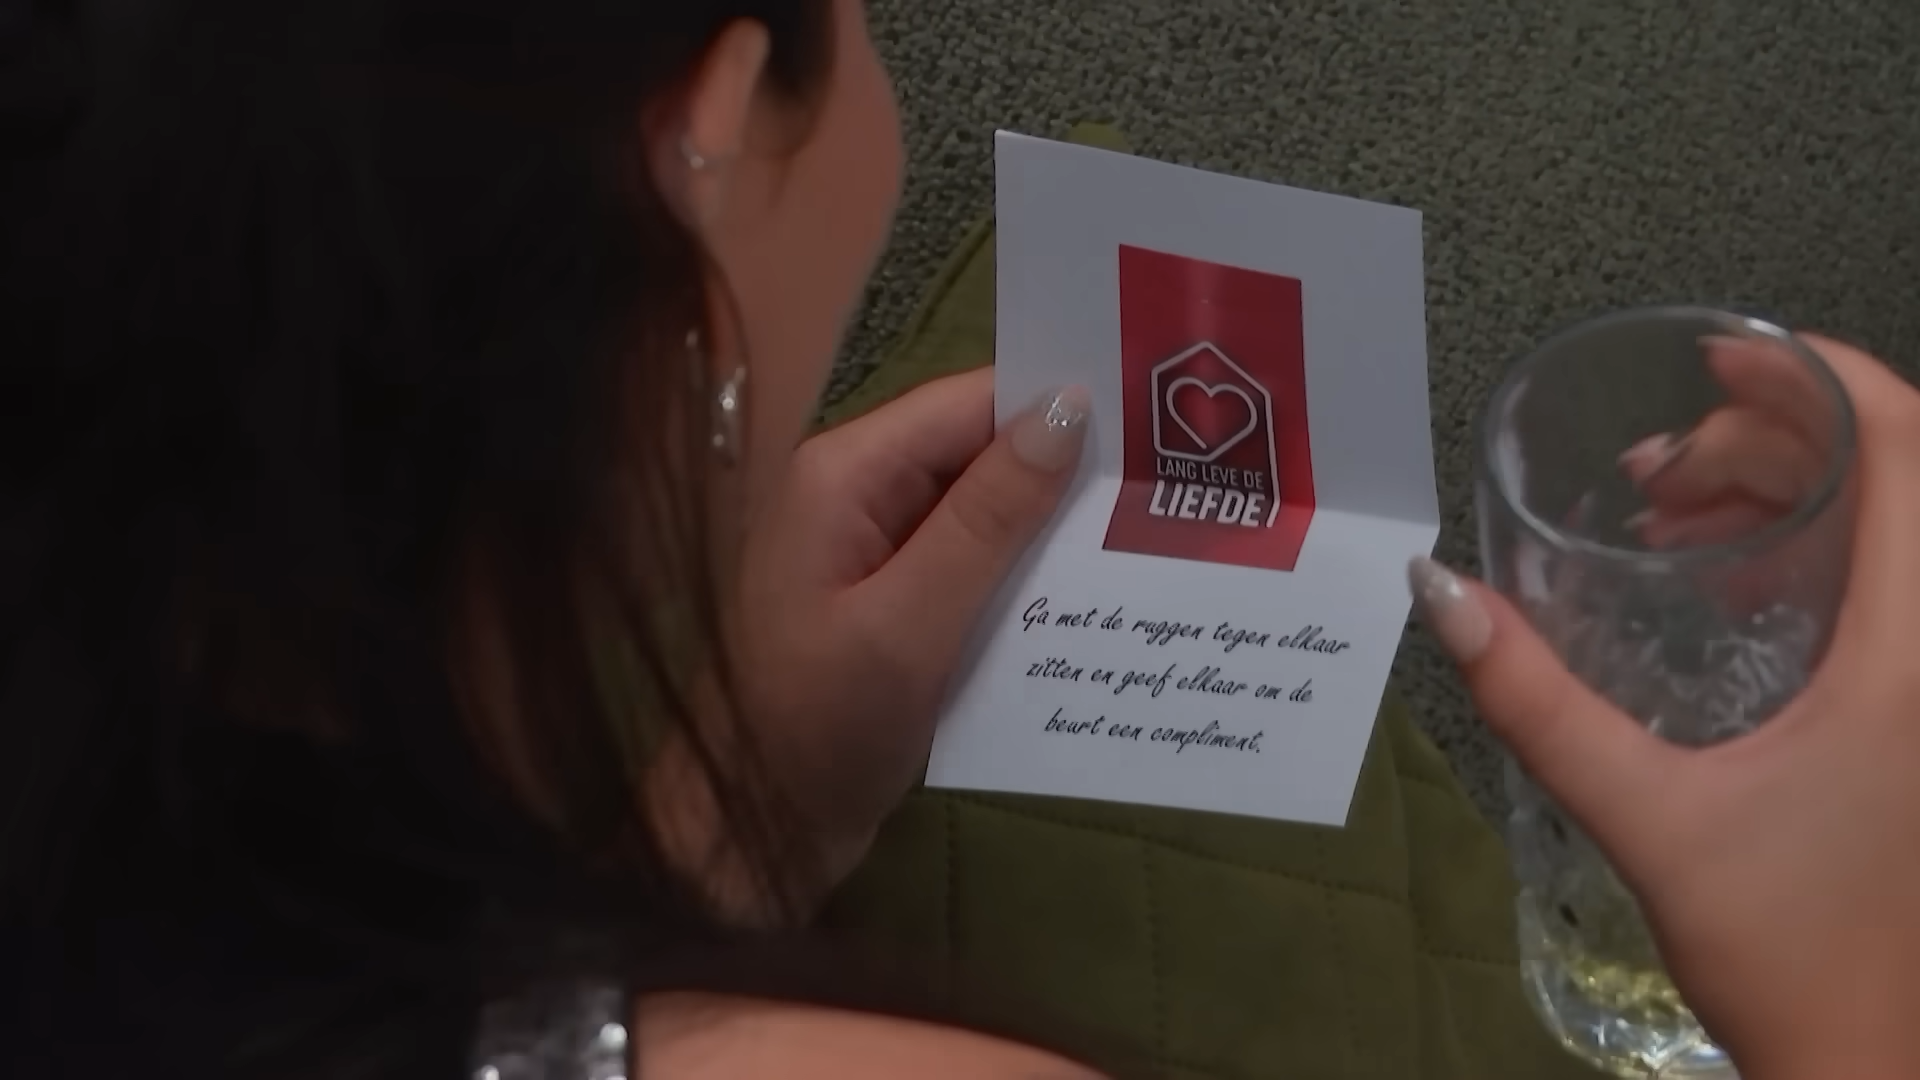 LANG LEVE DE
LIEFDE
Ga met de ruggen tegen elkaar
zitten en geef elkaar om de
beurt een compliment.